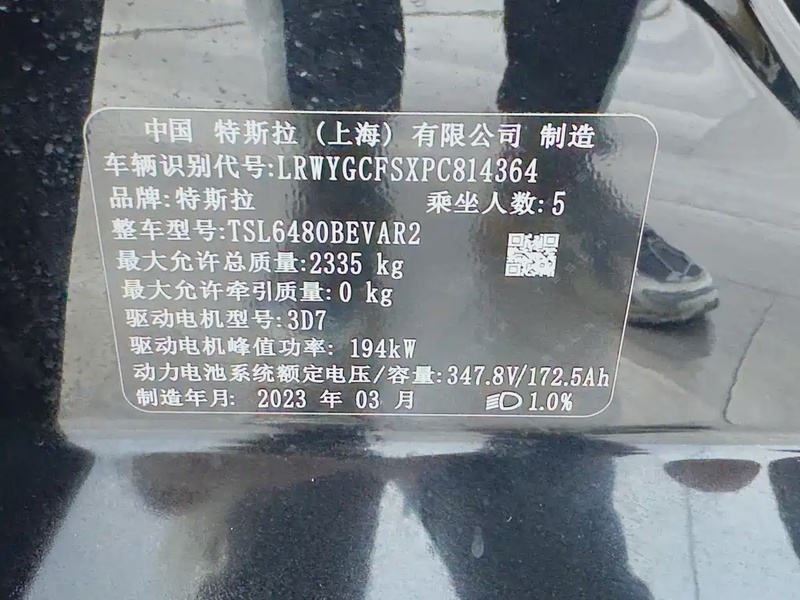 中国 特斯拉（上海）有限公司 制造
车辆识别代号:LRWYGCFSXPC814364
品牌:特斯拉 乘坐人数:5
整车型号:TSL6480BEVAR2
最大允许总质量:2335 kg
最大允许牵引质量:0 kg
驱动电机型号:3D7
驱动电机峰值功率: 194kW
动力电池系统额定电压/容量:347.8V/172.5Ah
制造年月: 2023 年 03 月 1.0%